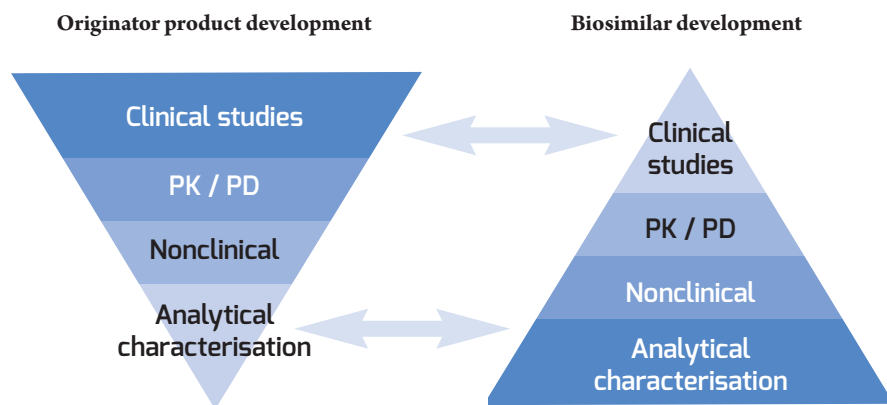 Originator product development
Biosimilar development
Clinical studies
PK / PD
Nonclinical
Analytical
characterisation
Clinical
studies
PK / PD
Nonclinical
Analytical
characterisation